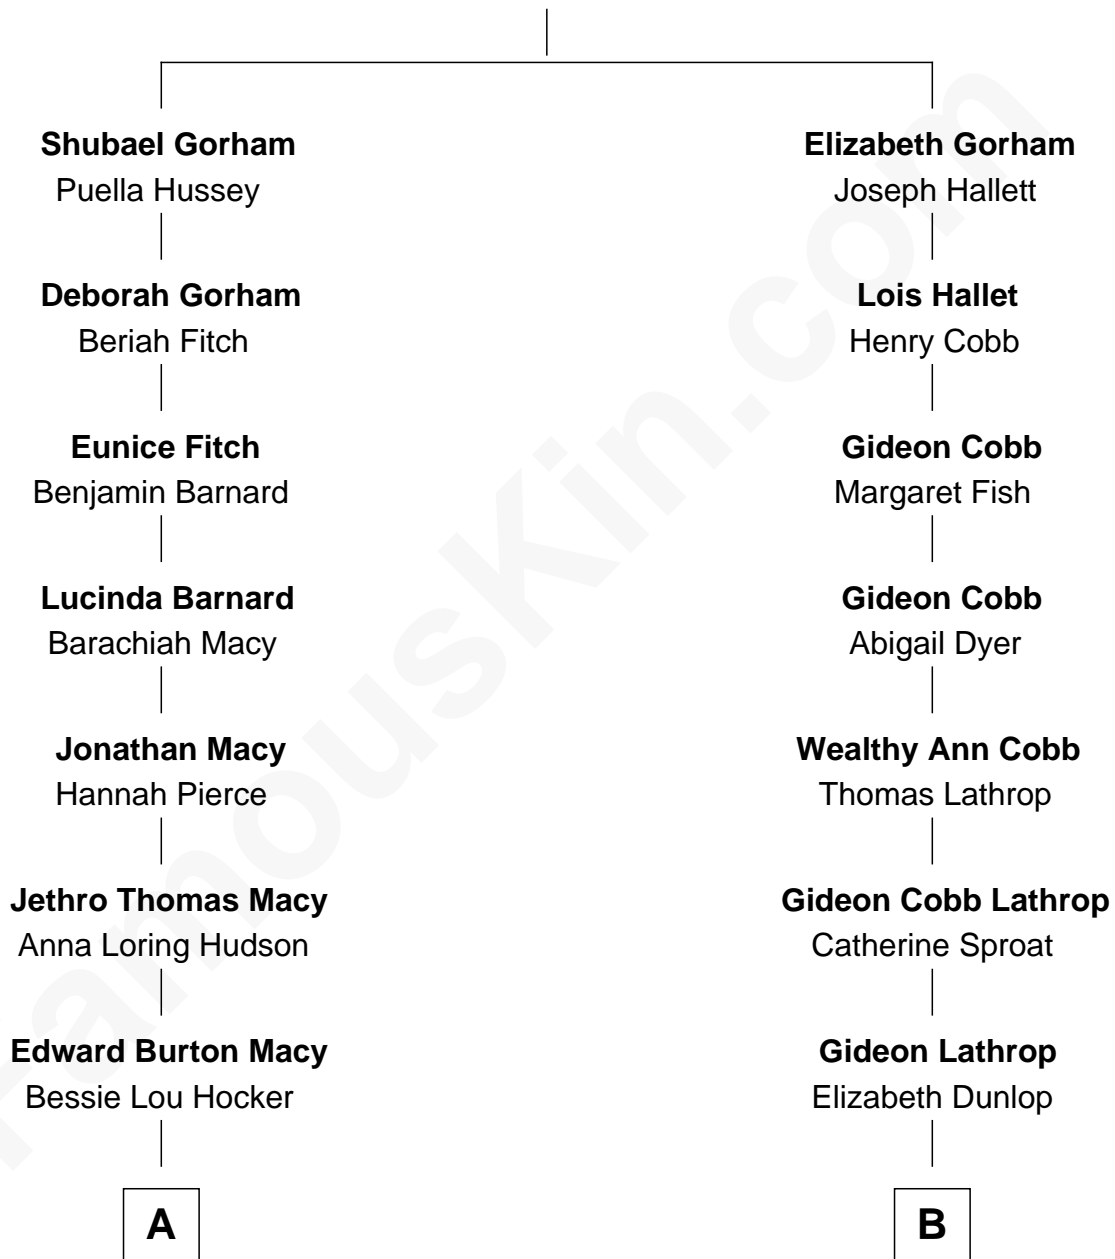 Shubael Gorham
Puella Hussey
Deborah Gorham
Beriah Fitch
Eunice Fitch
Benjamin Barnard
Lucinda Barnard
Barachiah Macy
Jonathan Macy
Hannah Pierce
Jethro Thomas Macy
Anna Loring Hudson
Edward Burton Macy
Bessie Lou Hocker
A
Elizabeth Gorham
Joseph Hallett
Lois Hallet
Henry Cobb
Gideon Cobb
Margaret Fish
Gideon Cobb
Abigail Dyer
Wealthy Ann Cobb
Thomas Lathrop
Gideon Cobb Lathrop
Catherine Sproat
Gideon Lathrop
Elizabeth Dunlop
B
FamousKin.com